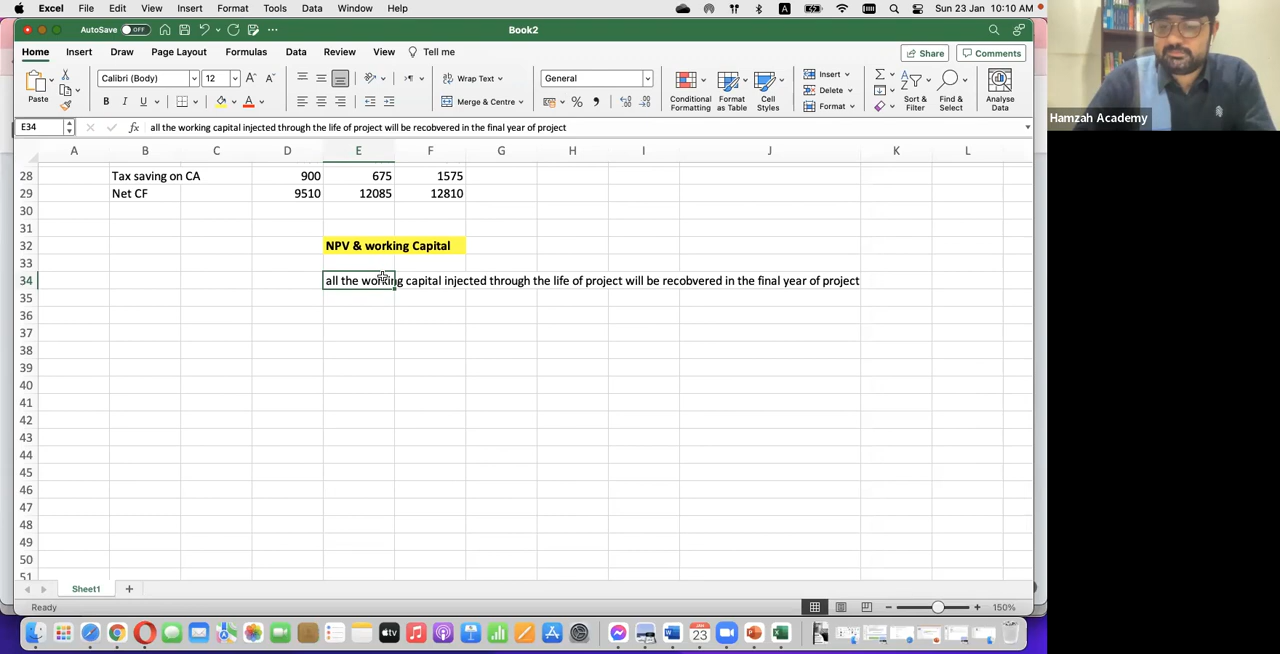 Excel File Edit View Insert Format Tools Data Window Help
A Sun 23 Jan 10:10 AM
AutoSave OFF
Book2
Home Insert Draw Page Layout Formulas Data Review View Tell me
Share Comments
Paste
Calibri (Body) 12
Wrap Text
General
Conditional Formatting
Format as Table
Cell Styles
Insert
Delete
Format
Sort & Filter
Find & Select
Analyse Data
B I U
Merge & Centre
E34 fx all the working capital injected through the life of project will be recobvered in the final year of project
A B C D E F G H I J K L
28 Tax saving on CA 900 675 1575
29 Net CF 9510 12085 12810
30
31
32 NPV & working Capital
33
34 all the working capital injected through the life of project will be recobvered in the final year of project
35
36
37
38
39
40
41
42
43
44
45
46
47
48
49
50
51
Sheet1
Ready
150%
Hamzah Academy